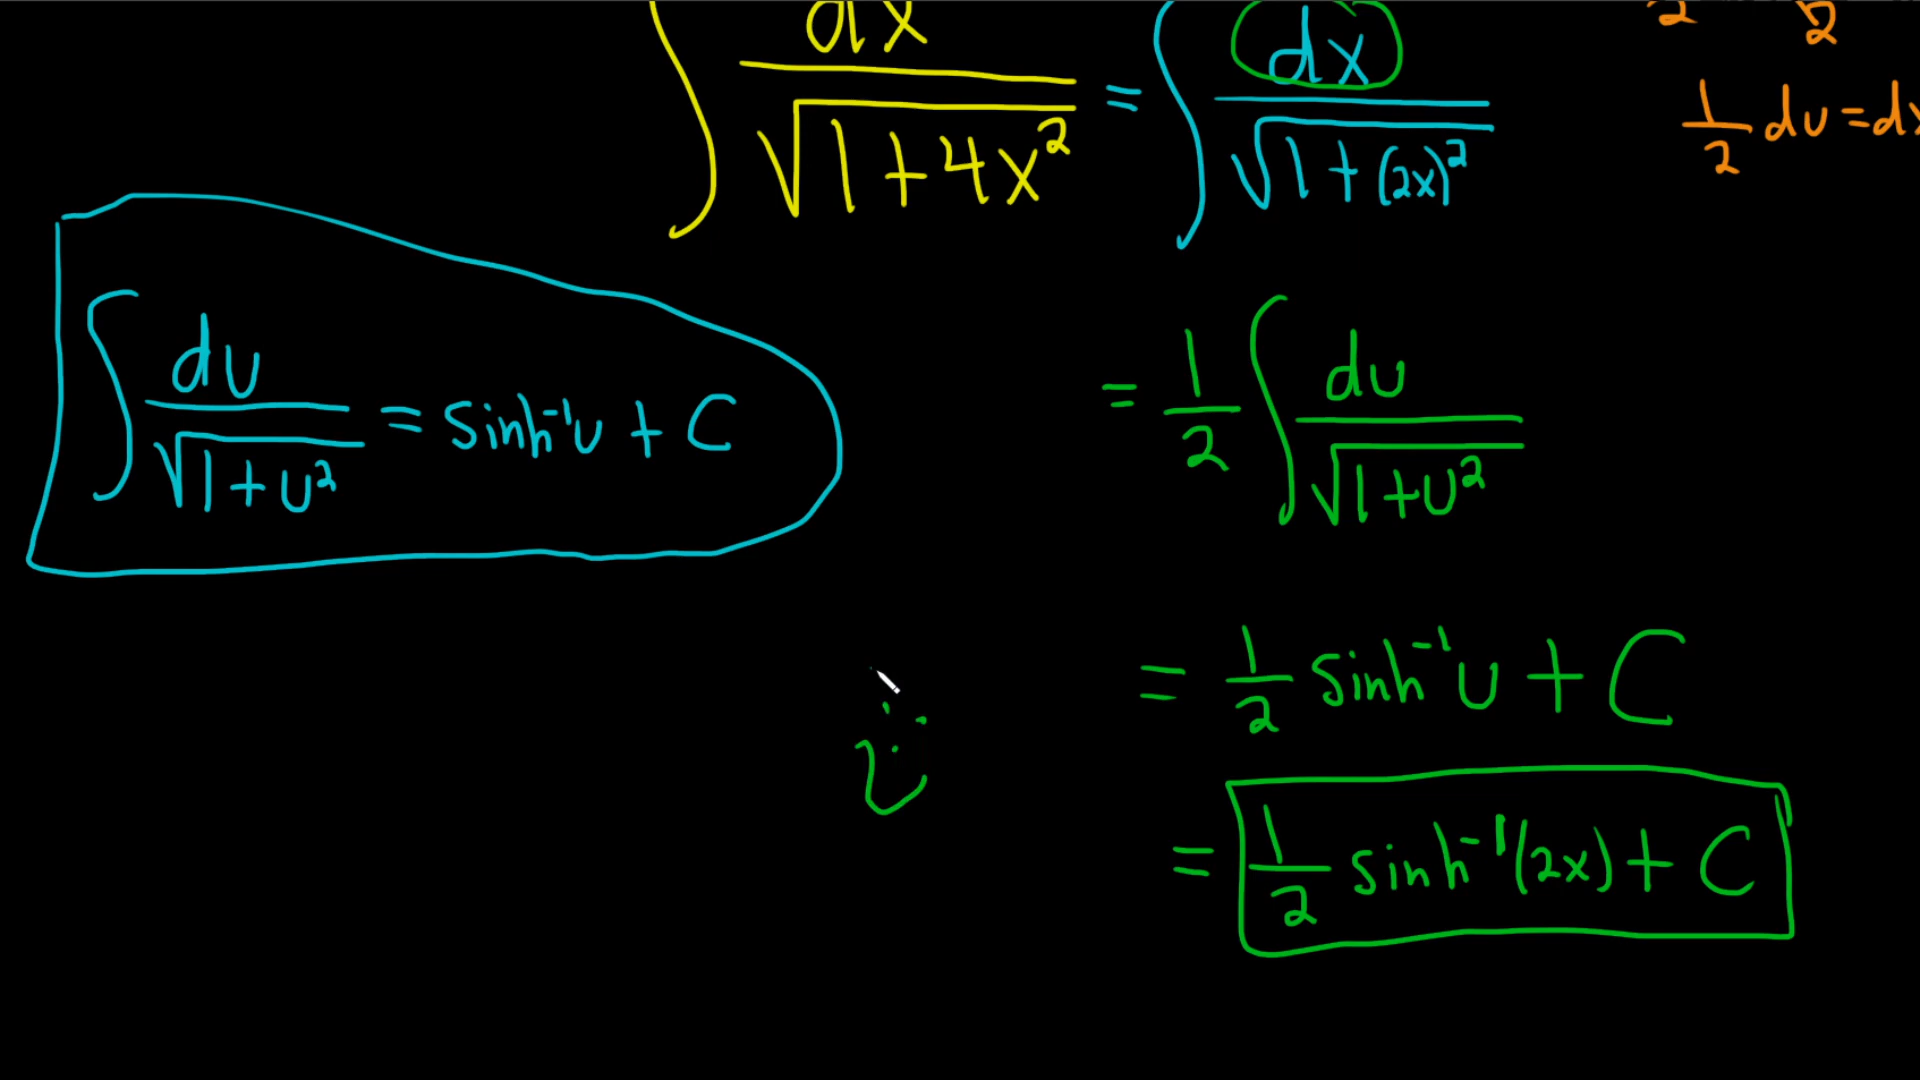 ∫ dx/√(1+4x²) = ∫ dx/√(1+(2x)²)
1/2 du = dx
∫ du/√(1+u²) = sinh⁻¹u + C
= 1/2 ∫ du/√(1+u²)
= 1/2 sinh⁻¹u + C
= 1/2 sinh⁻¹(2x) + C